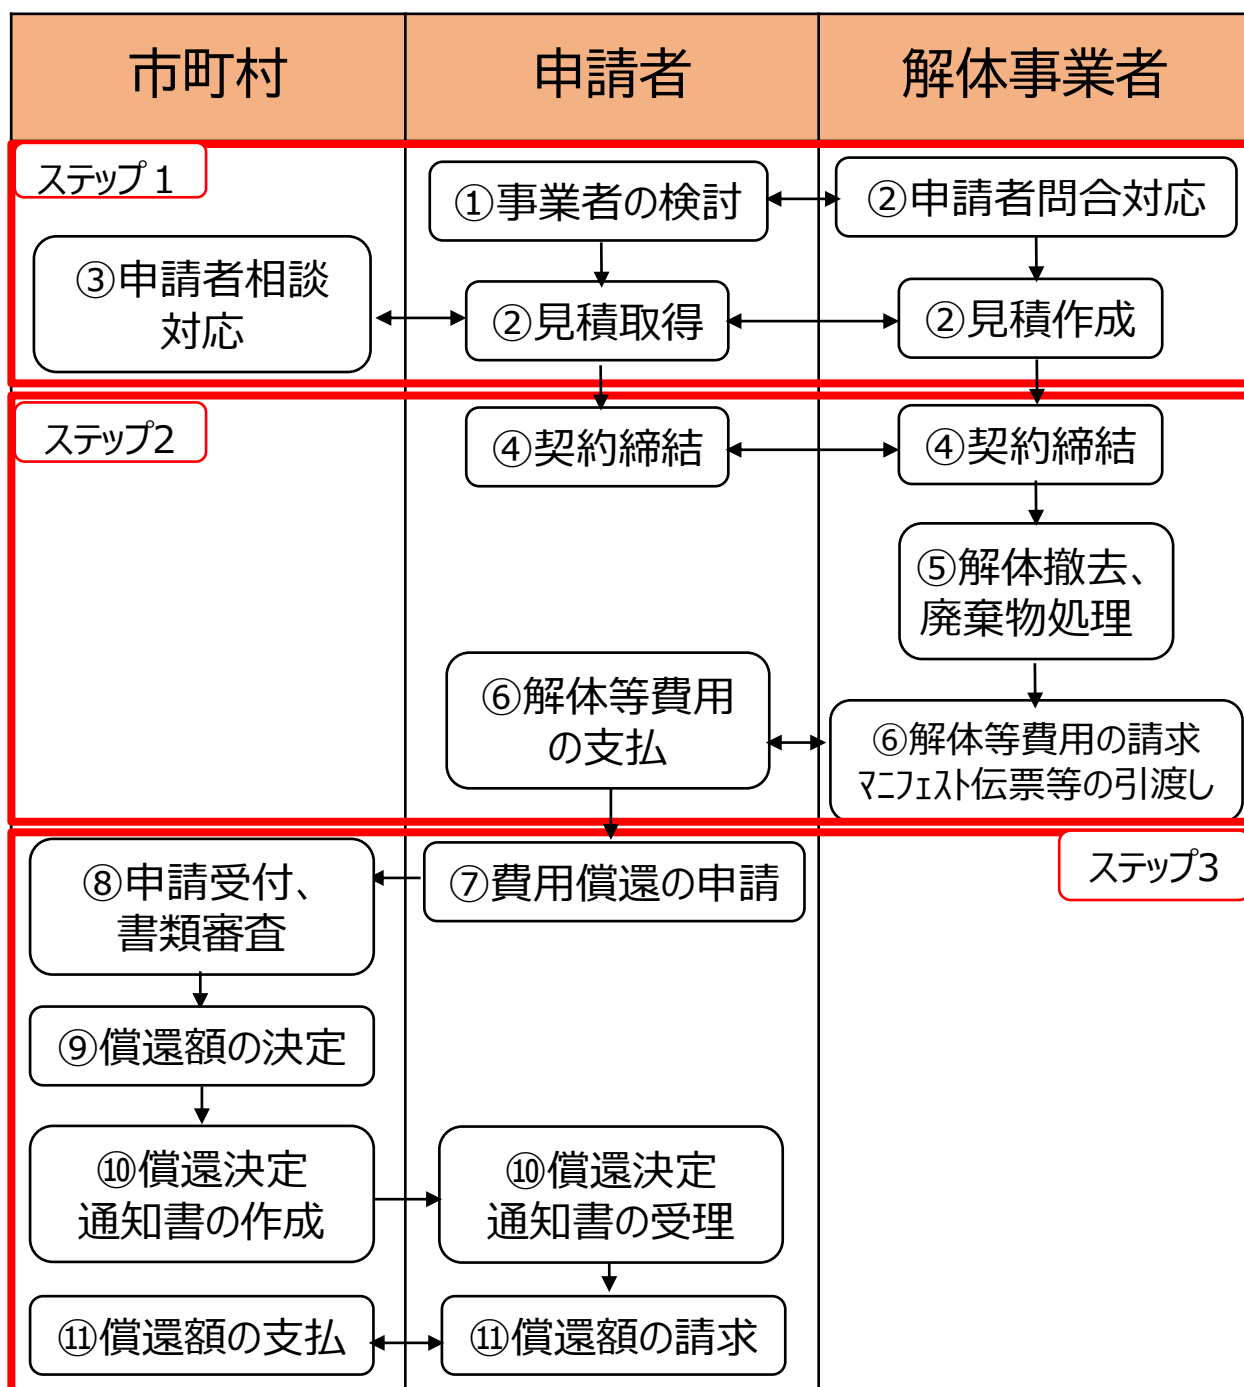 市町村
申請者
解体事業者
ステップ１
①事業者の検討
②申請者問合対応
③申請者相談
対応
②見積取得
②見積作成
ステップ2
④契約締結
④契約締結
⑤解体撤去、
廃棄物処理
⑥解体等費用
の支払
⑥解体等費用の請求
ﾏﾆﾌｪｽﾄ伝票等の引渡し
ステップ3
⑧申請受付、
書類審査
⑦費用償還の申請
⑨償還額の決定
⑩償還決定
通知書の作成
⑩償還決定
通知書の受理
⑪償還額の支払
⑪償還額の請求